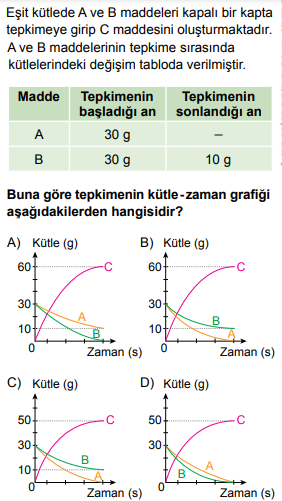 Eşit kütlede A ve B maddeleri kapalı bir kapta
tepkimeye girip C maddesini oluşturmaktadır.
A ve B maddelerinin tepkime sırasında
kütlelerindeki değişim tabloda verilmiştir.
Madde Tepkimenin başladığı an Tepkimenin sonlandığı an
A 30 g –
B 30 g 10 g
Buna göre tepkimenin kütle-zaman grafiği
aşağıdakilerden hangisidir?
A) Kütle (g)
60
30
10
0
C
A
B
Zaman (s)
B) Kütle (g)
60
30
10
0
C
B
A
Zaman (s)
C) Kütle (g)
50
30
10
0
C
B
A
Zaman (s)
D) Kütle (g)
50
30
0
C
A
B
Zaman (s)